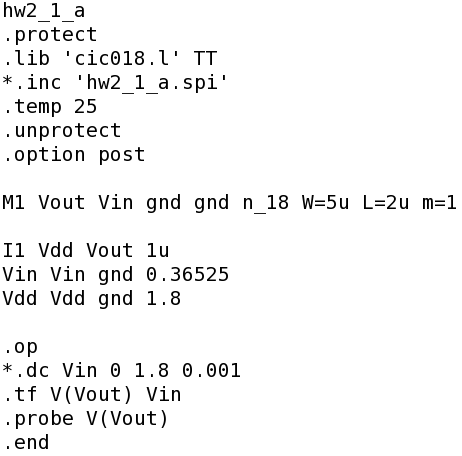 hw2_1_a
.protect
.lib 'cic018.l' TT
*.inc 'hw2_1_a.spi'
.temp 25
.unprotect
.option post
M1 Vout Vin gnd gnd n_18 W=5u L=2u m=1
I1 Vdd Vout 1u
Vin Vin gnd 0.36525
Vdd Vdd gnd 1.8
.op
*.dc Vin 0 1.8 0.001
.tf V(Vout) Vin
.probe V(Vout)
.end